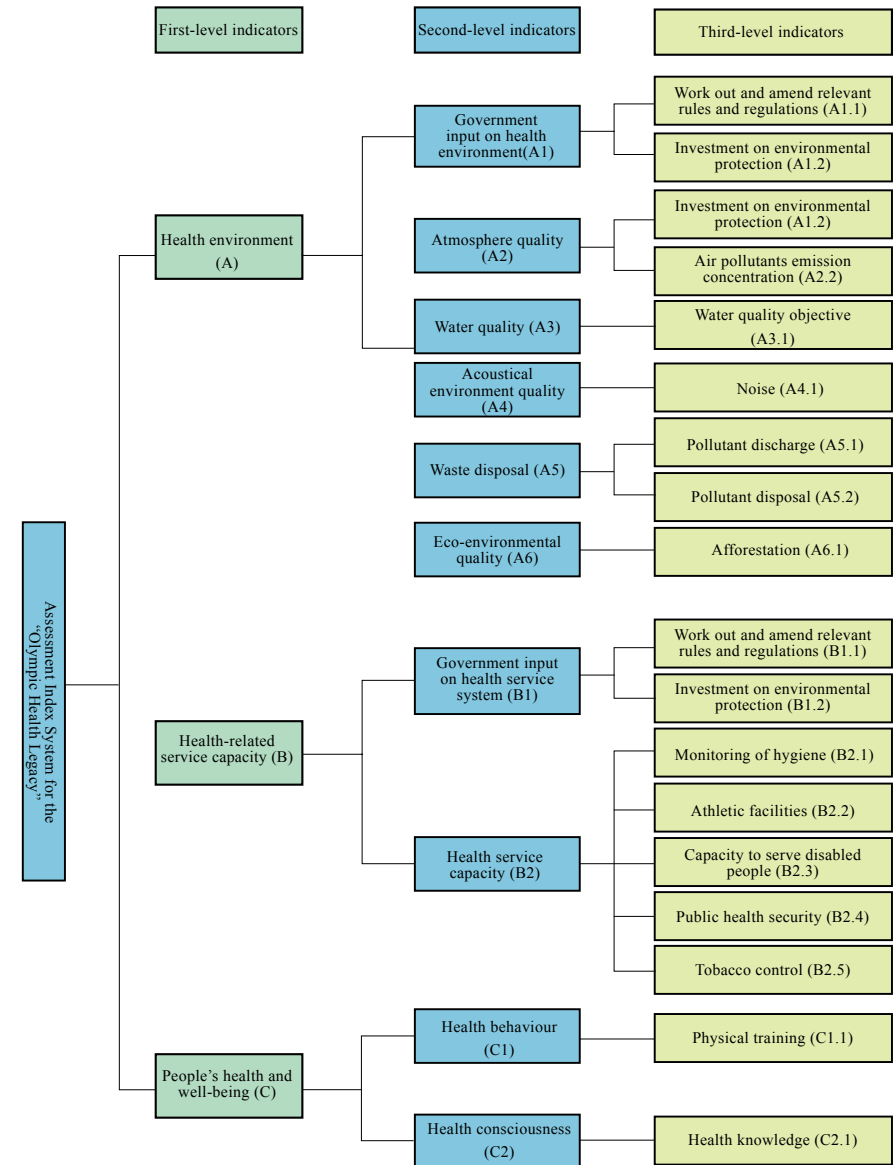 First-level indicators
Second-level indicators
Third-level indicators
Assessment Index System for the
“Olympic Health Legacy”
Health environment
(A)
Government
input on health
environment(A1)
Work out and amend relevant
rules and regulations (A1.1)
Investment on environmental
protection (A1.2)
Atmosphere quality
(A2)
Investment on environmental
protection (A1.2)
Air pollutants emission
concentration (A2.2)
Water quality (A3)
Water quality objective
(A3.1)
Acoustical
environment quality
(A4)
Noise (A4.1)
Waste disposal (A5)
Pollutant discharge (A5.1)
Pollutant disposal (A5.2)
Eco-environmental
quality (A6)
Afforestation (A6.1)
Health-related
service capacity (B)
Government input
on health service
system (B1)
Work out and amend relevant
rules and regulations (B1.1)
Investment on environmental
protection (B1.2)
Health service
capacity (B2)
Monitoring of hygiene (B2.1)
Athletic facilities (B2.2)
Capacity to serve disabled
people (B2.3)
Public health security (B2.4)
Tobacco control (B2.5)
People’s health and
well-being (C)
Health behaviour
(C1)
Physical training (C1.1)
Health consciousness
(C2)
Health knowledge (C2.1)